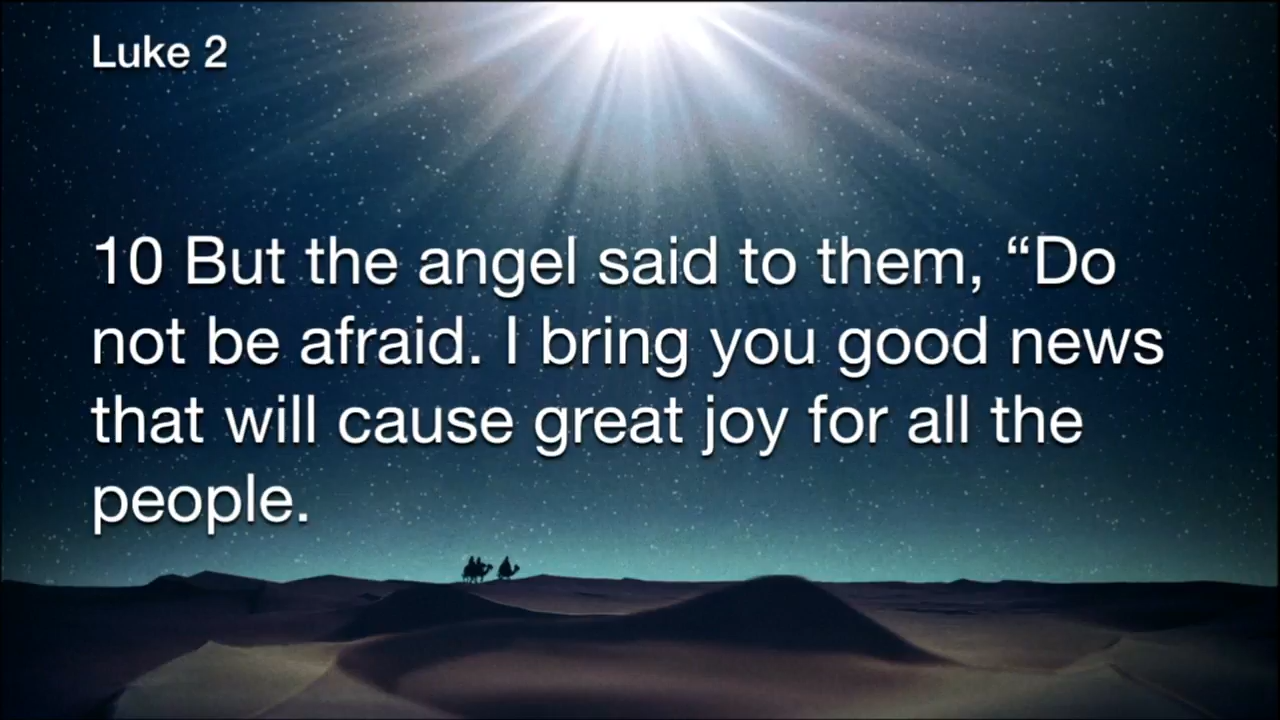 Luke 2
10 But the angel said to them, “Do
not be afraid. I bring you good news
that will cause great joy for all the
people.